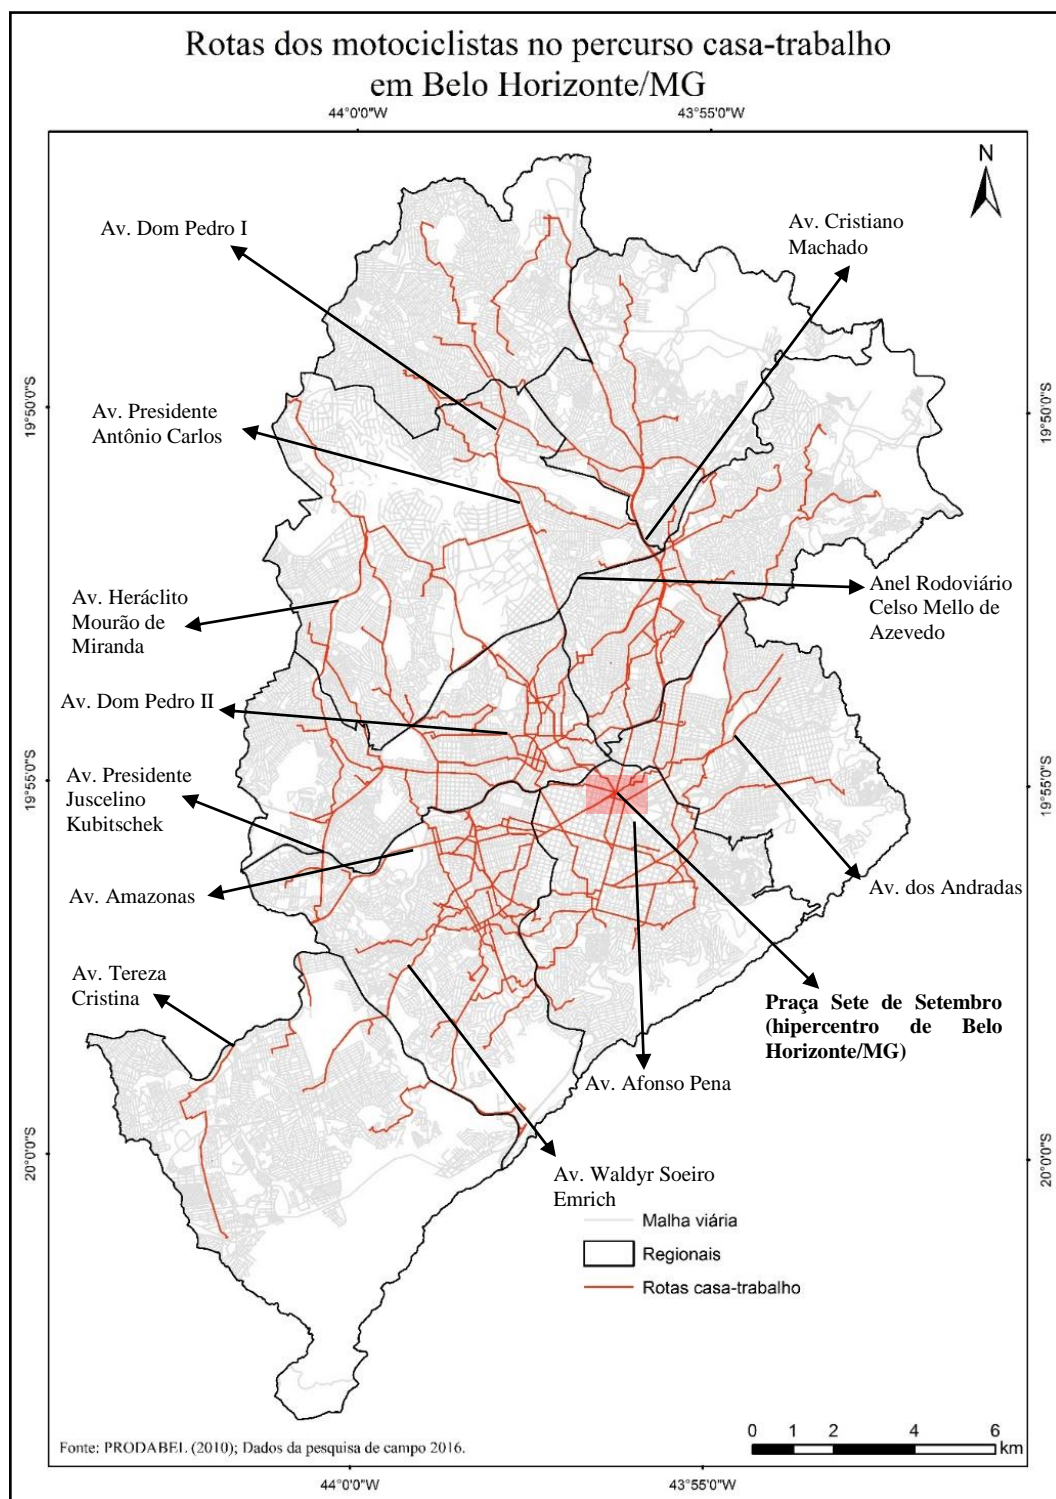 Rotas dos motociclistas no percurso casa-trabalho
em Belo Horizonte/MG
44°0'0"W
43°55'0"W
N
Av. Dom Pedro I
Av. Cristiano
Machado
19°50'0"S
19°50'0"S
Av. Presidente
Antônio Carlos
Anel Rodoviário
Celso Mello de
Azevedo
Av. Heráclito
Mourão de
Miranda
Av. Dom Pedro II
19°55'0"S
19°55'0"S
Av. Presidente
Juscelino
Kubitschek
Av. Amazonas
Av. dos Andradas
Av. Tereza
Cristina
Praça Sete de Setembro
(hipercentro de Belo
Horizonte/MG)
Av. Afonso Pena
20°0'0"S
20°0'0"S
Av. Waldyr Soeiro
Emrich
Malha viária
Regionais
Rotas casa-trabalho
Fonte: PRODABEL (2010); Dados da pesquisa de campo 2016.
0 1 2 4 6
km
44°0'0"W
43°55'0"W